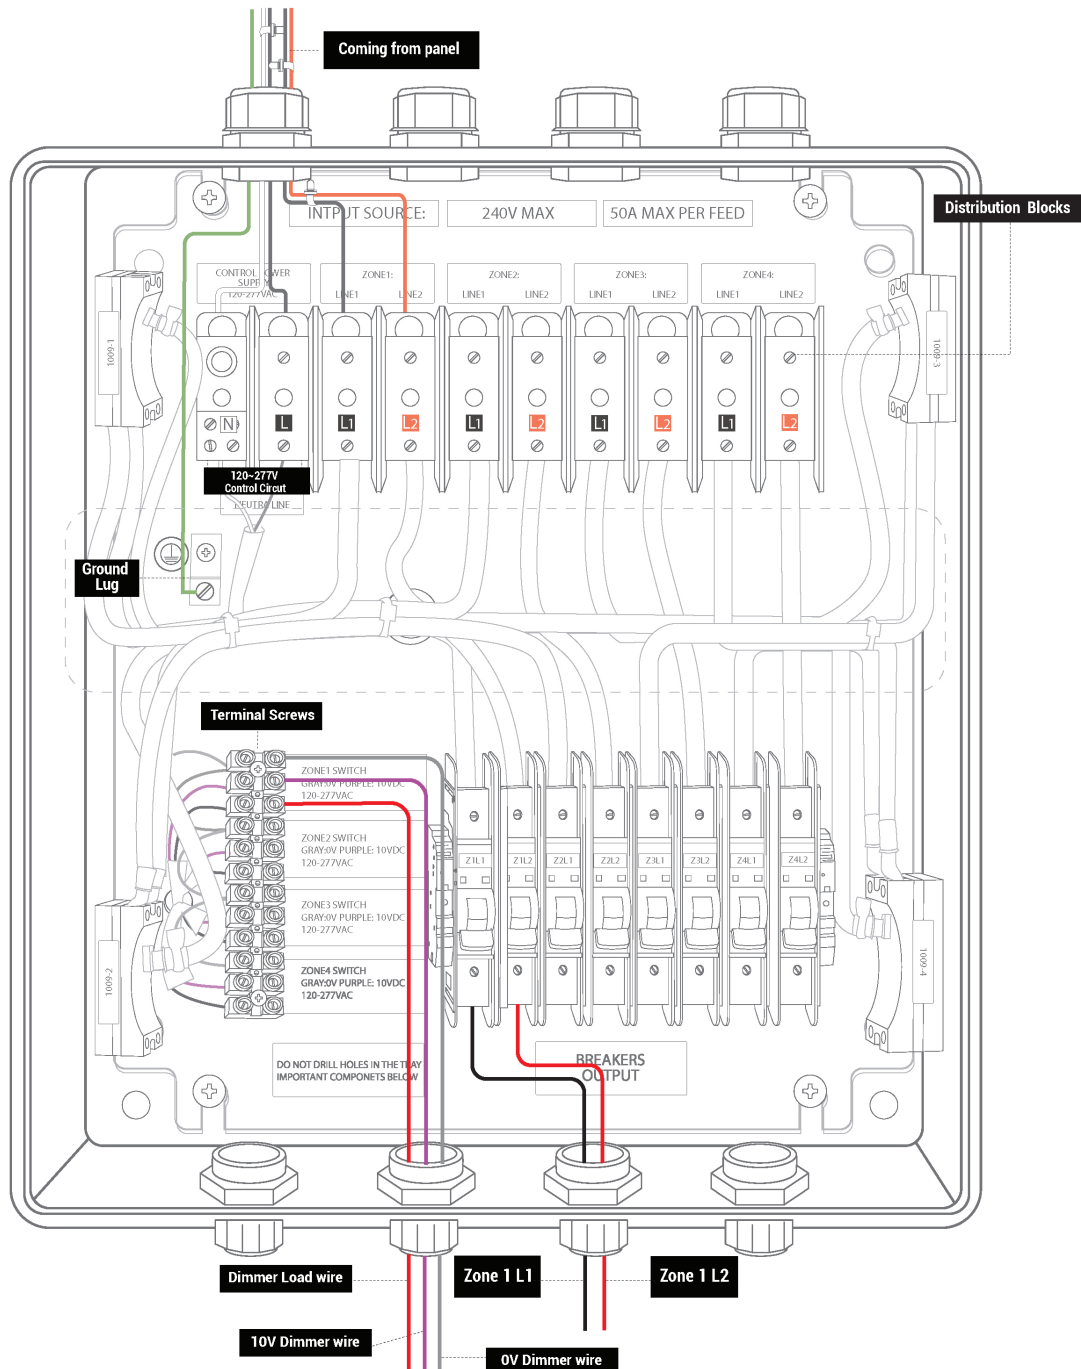 Coming from panel
INTPUT SOURCE:
240V MAX
50A MAX PER FEED
Distribution Blocks
CONTROL POWER
SUPPLY
120-277VAC
ZONE1:
LINE1 LINE2
ZONE2:
LINE1 LINE2
ZONE3:
LINE1 LINE2
ZONE4:
LINE1 LINE2
1009-1
1009-3
N
L
L1
L2
L1
L2
L1
L2
L1
L2
120~277V
Control Circut
NEUTRA LINE
Ground
Lug
Terminal Screws
ZONE1 SWITCH
GRAY:0V PURPLE: 10VDC
120-277VAC
ZONE2 SWITCH
GRAY:0V PURPLE: 10VDC
120-277VAC
ZONE3 SWITCH
GRAY:0V PURPLE: 10VDC
120-277VAC
ZONE4 SWITCH
GRAY:0V PURPLE: 10VDC
120-277VAC
Z1L1
Z1L2
Z2L1
Z2L2
Z3L1
Z3L2
Z4L1
Z4L2
1009-2
1009-4
DO NOT DRILL HOLES IN THE TRAY
IMPORTANT COMPONETS BELOW
BREAKERS
OUTPUT
Dimmer Load wire
Zone 1 L1
Zone 1 L2
10V Dimmer wire
0V Dimmer wire